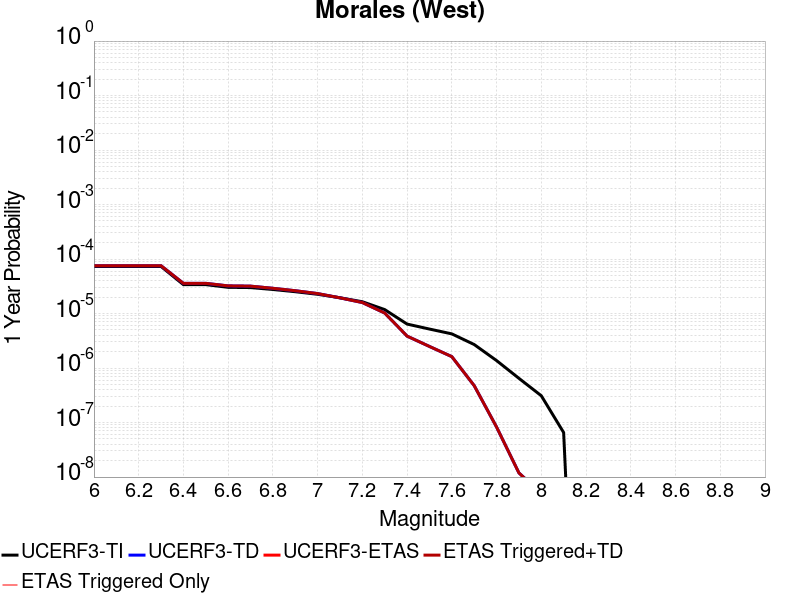 Morales (West)
10^0
10^-1
10^-2
10^-3
10^-4
10^-5
10^-6
10^-7
10^-8
1 Year Probability
6 6.2 6.4 6.6 6.8 7 7.2 7.4 7.6 7.8 8 8.2 8.4 8.6 8.8 9
Magnitude
UCERF3-TI UCERF3-TD UCERF3-ETAS ETAS Triggered+TD
ETAS Triggered Only